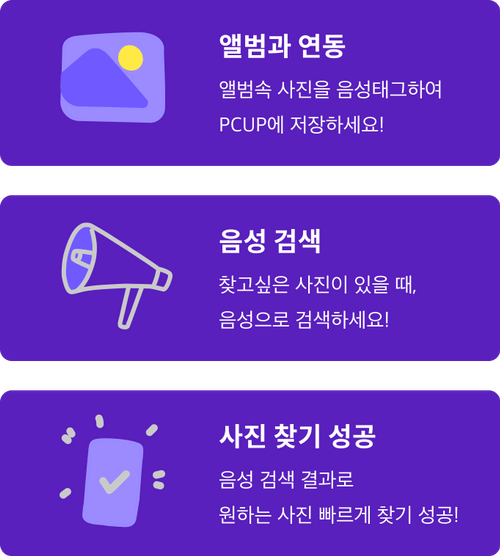 앨범과 연동
앨범속 사진을 음성태그하여
PCUP에 저장하세요!
음성 검색
찾고싶은 사진이 있을 때,
음성으로 검색하세요!
사진 찾기 성공
음성 검색 결과로
원하는 사진 빠르게 찾기 성공!